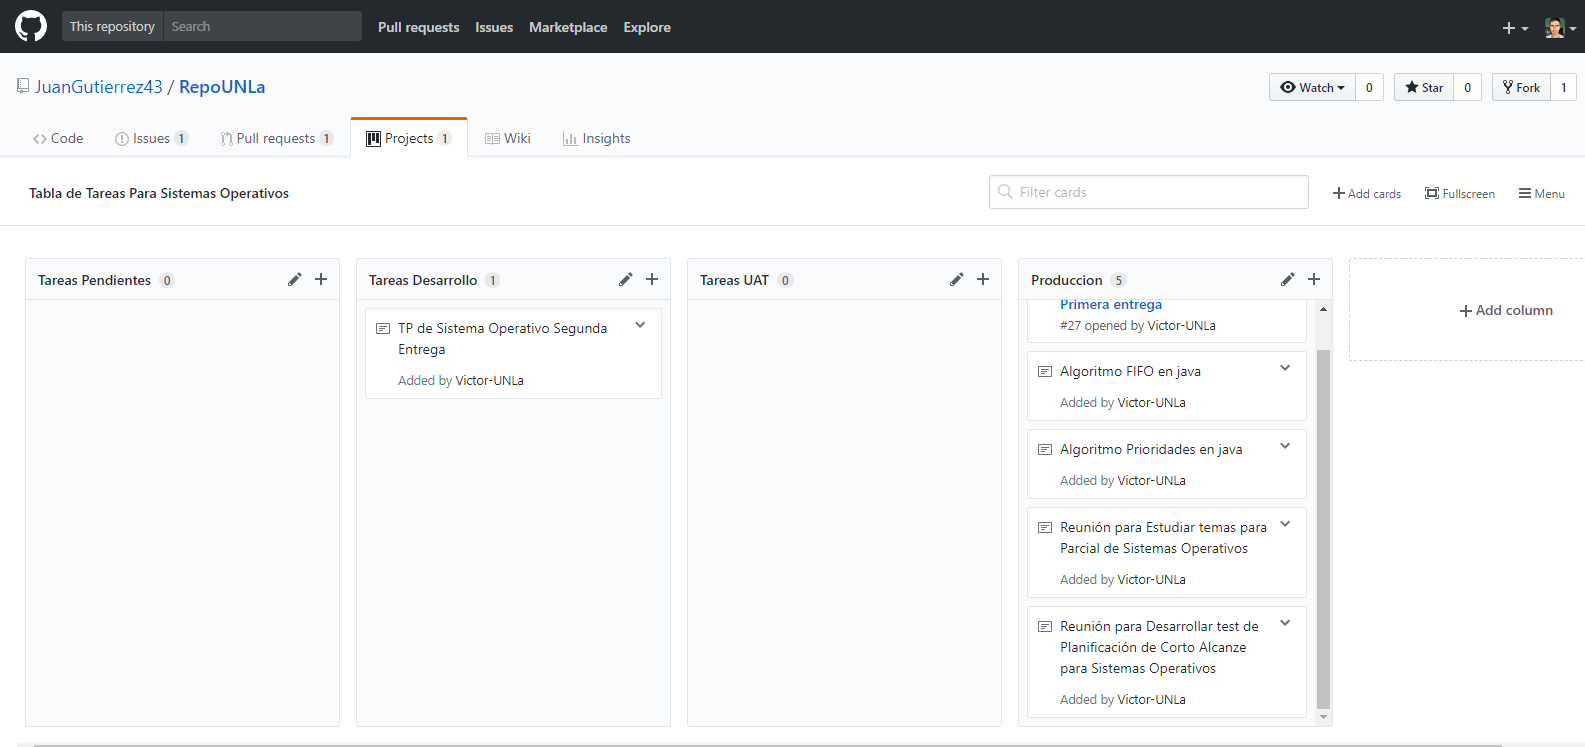 This repository Search Pull requests Issues Marketplace Explore
JuanGutierrez43 / RepoUNLa
Watch 0 Star 0 Fork 1
Code Issues 1 Pull requests 1 Projects 1 Wiki Insights
Tabla de Tareas Para Sistemas Operativos
Filter cards
Add cards Fullscreen Menu
Tareas Pendientes 0
Tareas Desarrollo 1
TP de Sistema Operativo Segunda
Entrega
Added by Victor-UNLa
Tareas UAT 0
Produccion 5
Primera entrega
#27 opened by Victor-UNLa
Algoritmo FIFO en java
Added by Victor-UNLa
Algoritmo Prioridades en java
Added by Victor-UNLa
Reunión para Estudiar temas para
Parcial de Sistemas Operativos
Added by Victor-UNLa
Reunión para Desarrollar test de
Planificación de Corto Alcanze
para Sistemas Operativos
Added by Victor-UNLa
Add column